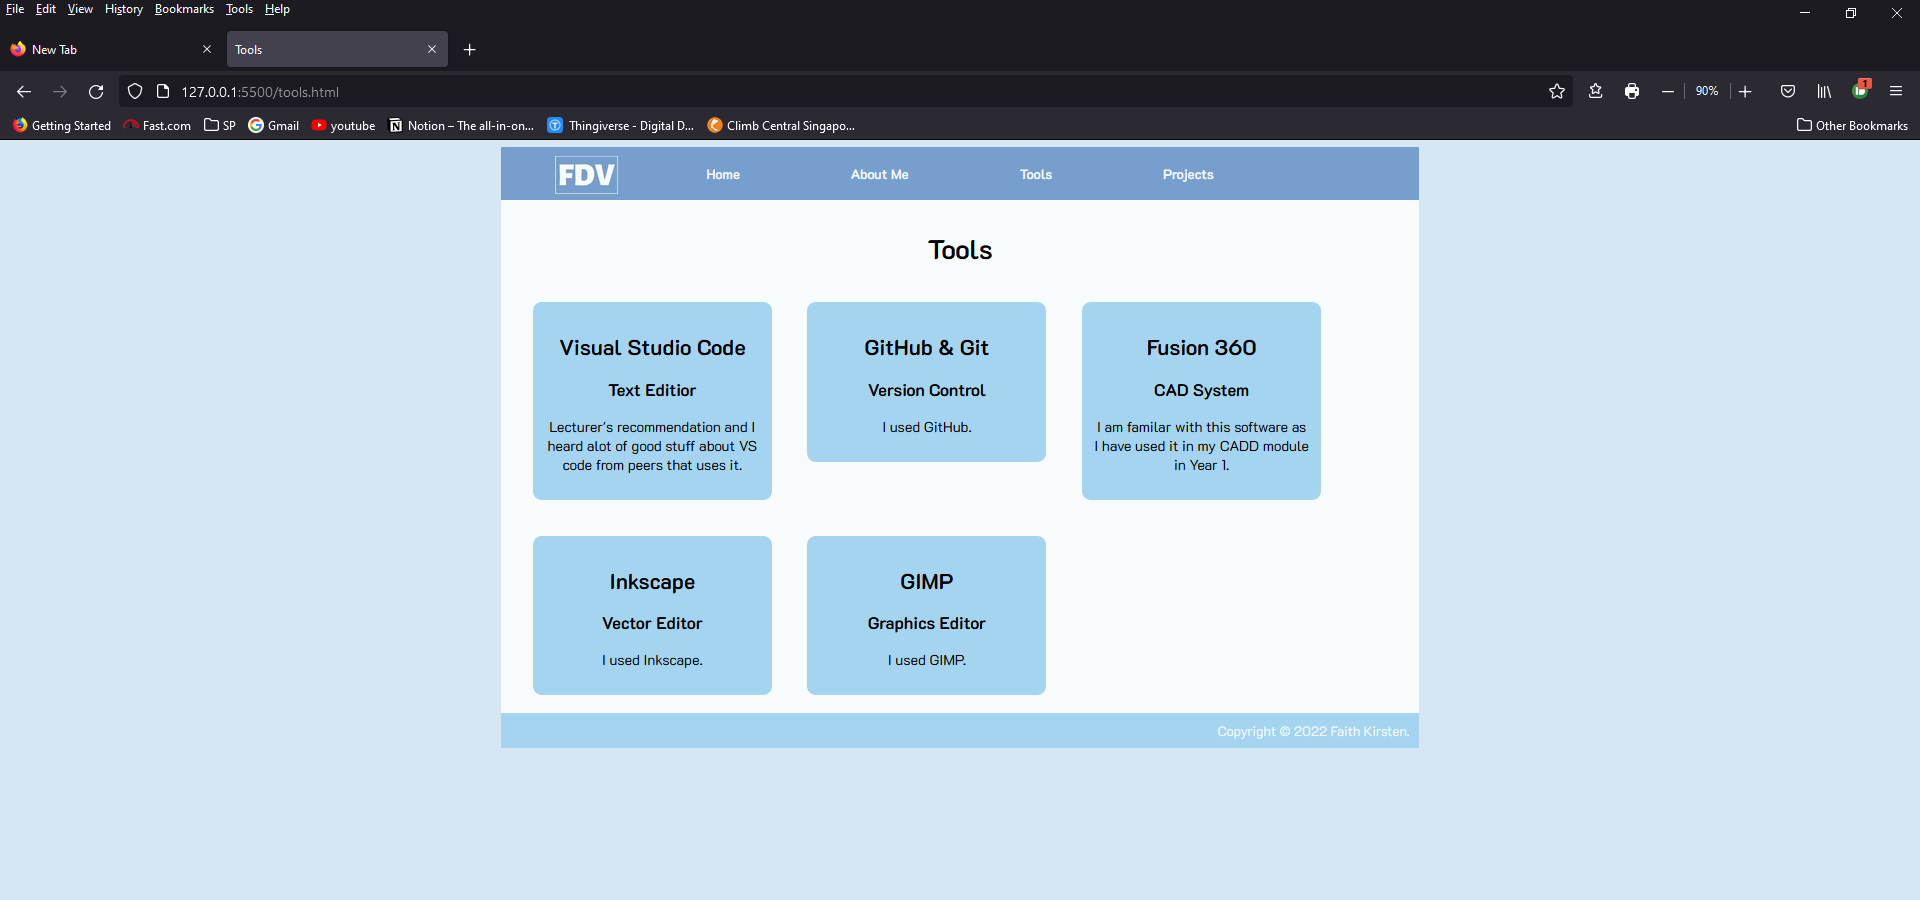 File Edit View History Bookmarks Tools Help
New Tab
Tools
127.0.0.1:5500/tools.html
90%
1
Getting Started Fast.com SP Gmail youtube Notion – The all-in-on... Thingiverse - Digital D... Climb Central Singapo... Other Bookmarks
FDV Home About Me Tools Projects
Tools
Visual Studio Code
Text Editior
Lecturer's recommendation and I
heard alot of good stuff about VS
code from peers that uses it.
GitHub & Git
Version Control
I used GitHub.
Fusion 360
CAD System
I am familar with this software as
I have used it in my CADD module
in Year 1.
Inkscape
Vector Editor
I used Inkscape.
GIMP
Graphics Editor
I used GIMP.
Copyright © 2022 Faith Kirsten.